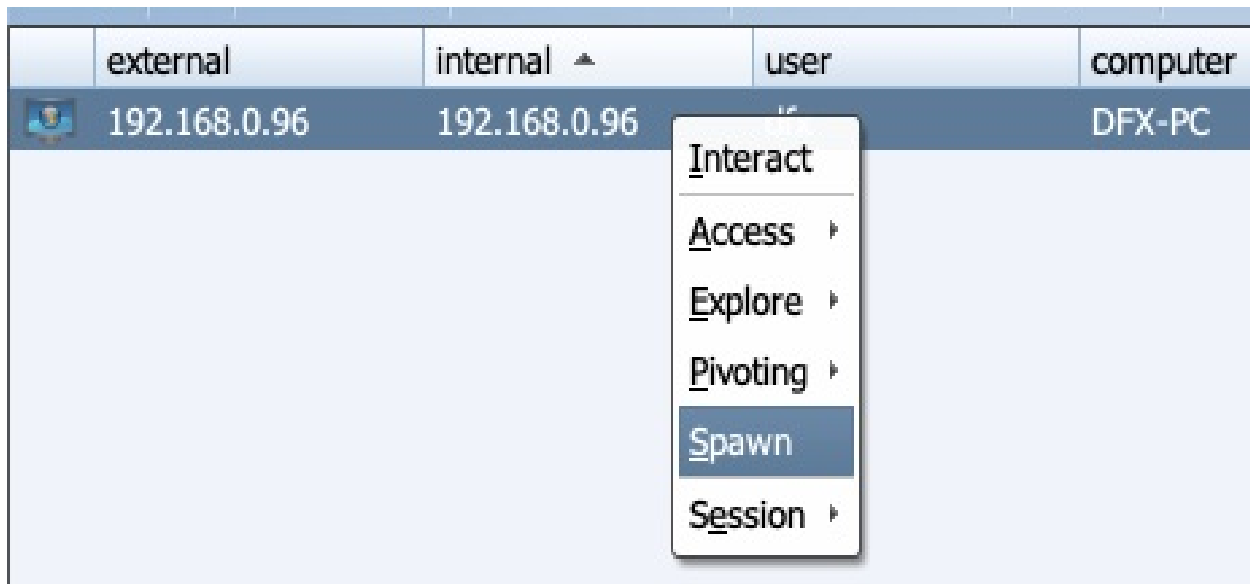 external internal user computer
192.168.0.96 192.168.0.96 dfx DFX-PC
Interact
Access
Explore
Pivoting
Spawn
Session